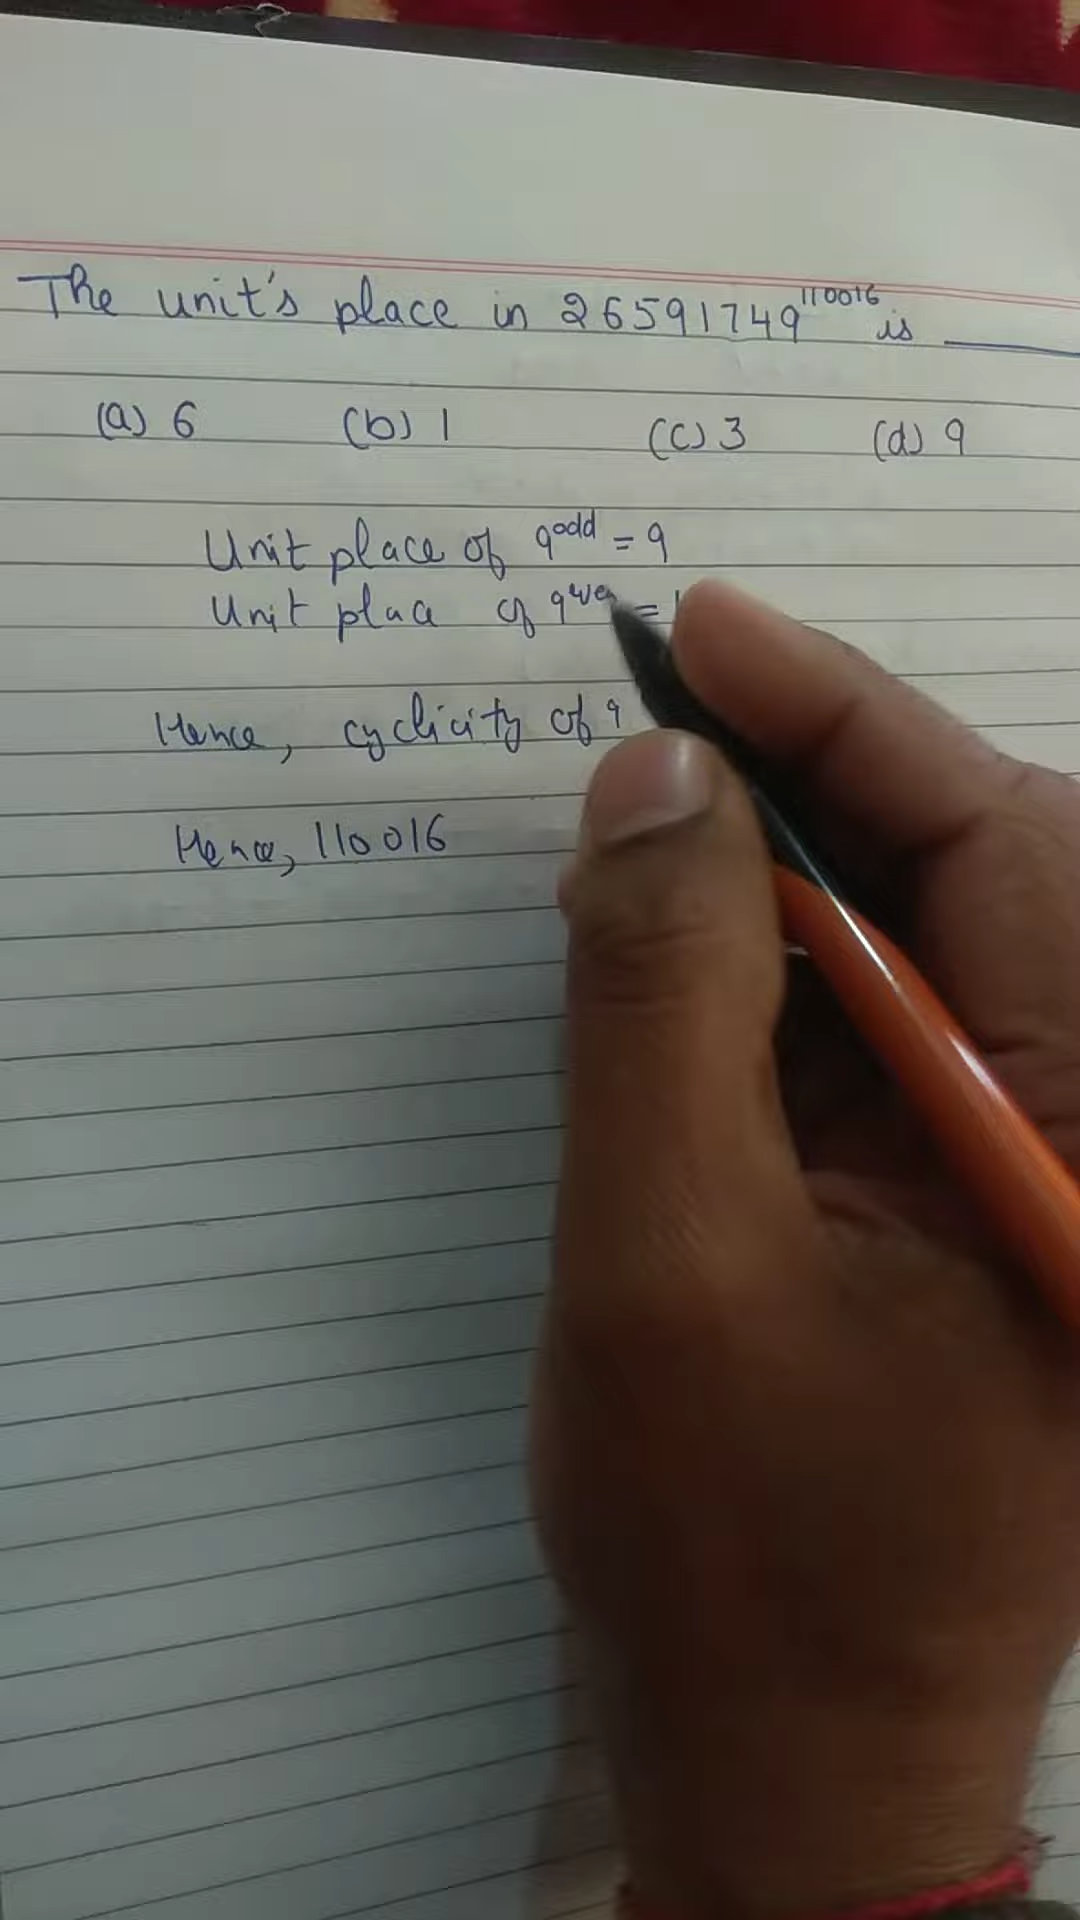 The unit's place in 26591749^110016 is ____
(a) 6 (b) 1 (c) 3 (d) 9
Unit place of 9^odd = 9
Unit place of 9^even = 1
Hence, cyclicity of 9
Hence, 110016